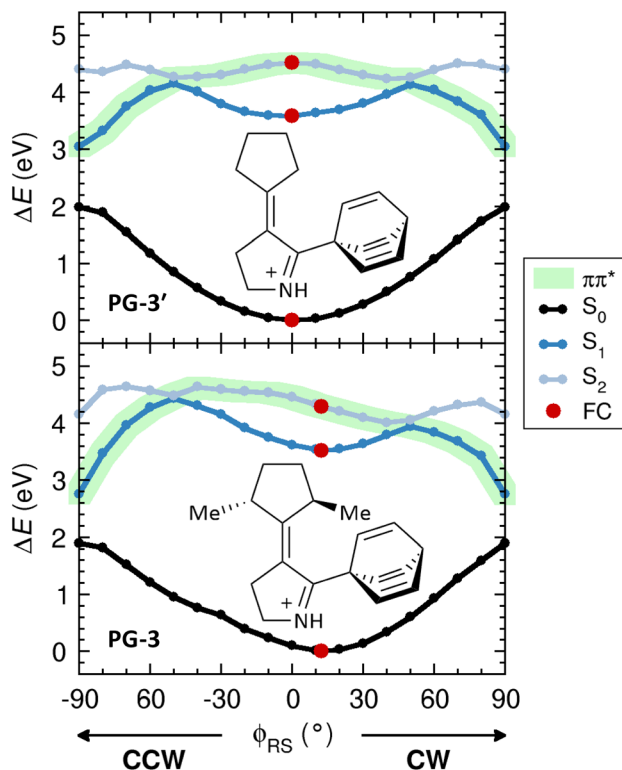 5
4
3
2
1
0
ΔE (eV)
+
NH
PG-3′
5
4
3
2
1
0
ΔE (eV)
Me
Me
+
NH
PG-3
-90
-60
-30
0
30
60
90
ϕRS (°)
CCW
CW
ππ*
S0
S1
S2
FC